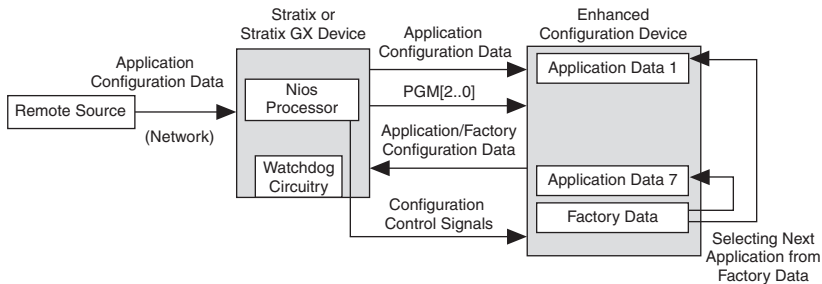 Stratix or
Stratix GX Device
Enhanced
Configuration Device
Application
Configuration Data
Remote Source
(Network)
Nios
Processor
Watchdog
Circuitry
Application
Configuration Data
PGM[2..0]
Application/Factory
Configuration Data
Configuration
Control Signals
Application Data 1
Application Data 7
Factory Data
Selecting Next
Application from
Factory Data